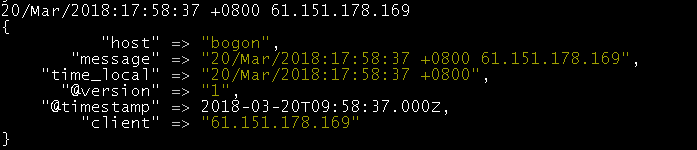 20/Mar/2018:17:58:37 +0800 61.151.178.169
{
"host" => "bogon",
"message" => "20/Mar/2018:17:58:37 +0800 61.151.178.169",
"time_local" => "20/Mar/2018:17:58:37 +0800",
"@version" => "1",
"@timestamp" => 2018-03-20T09:58:37.000Z,
"client" => "61.151.178.169"
}